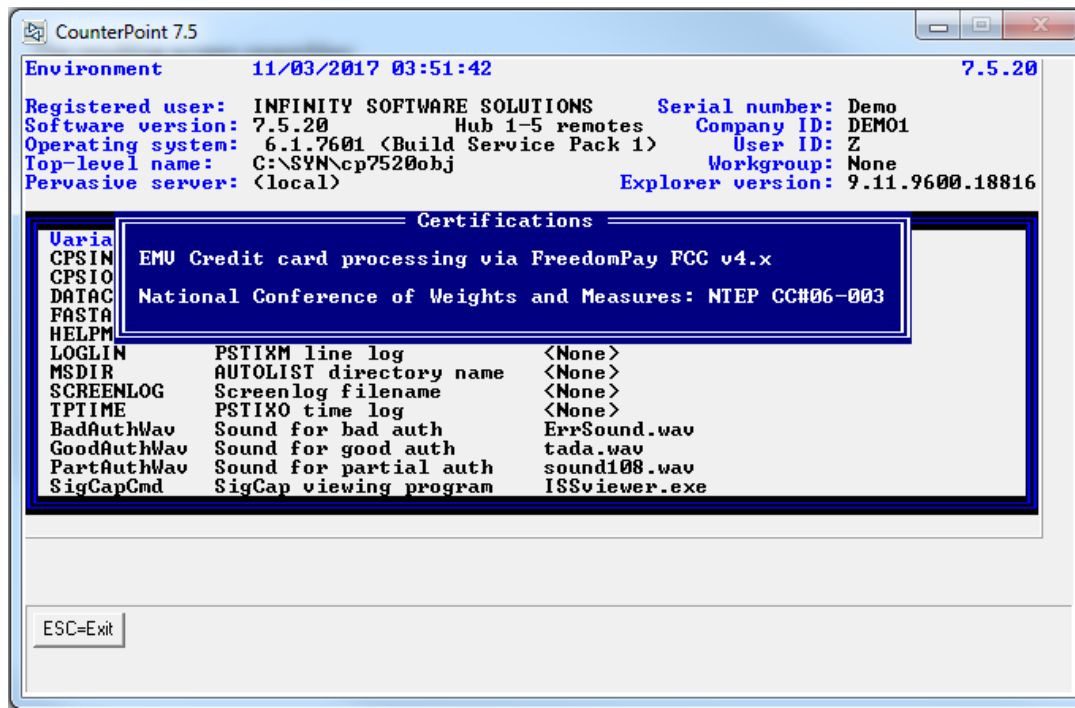 CounterPoint 7.5
Environment 11/03/2017 03:51:42 7.5.20
Registered user: INFINITY SOFTWARE SOLUTIONS Serial number: Demo
Software version: 7.5.20 Hub 1-5 remotes Company ID: DEMO1
Operating system: 6.1.7601 (Build Service Pack 1) User ID: Z
Top-level name: C:\SYN\cp7520obj Workgroup: None
Pervasive server: (local) Explorer version: 9.11.9600.18816
Certifications
Varia
CPSIN EMV Credit card processing via FreedomPay FCC v4.x
CPSIO
DATAC National Conference of Weights and Measures: NTEP CC#06-003
FASTA
HELPM
LOGLIN PSTIXM line log <None>
MSDIR AUTOLIST directory name <None>
SCREENLOG Screenlog filename <None>
TPTIME PSTIXO time log <None>
BadAuthWav Sound for bad auth ErrSound.wav
GoodAuthWav Sound for good auth tada.wav
PartAuthWav Sound for partial auth sound108.wav
SigCapCmd SigCap viewing program ISSviewer.exe
ESC=Exit